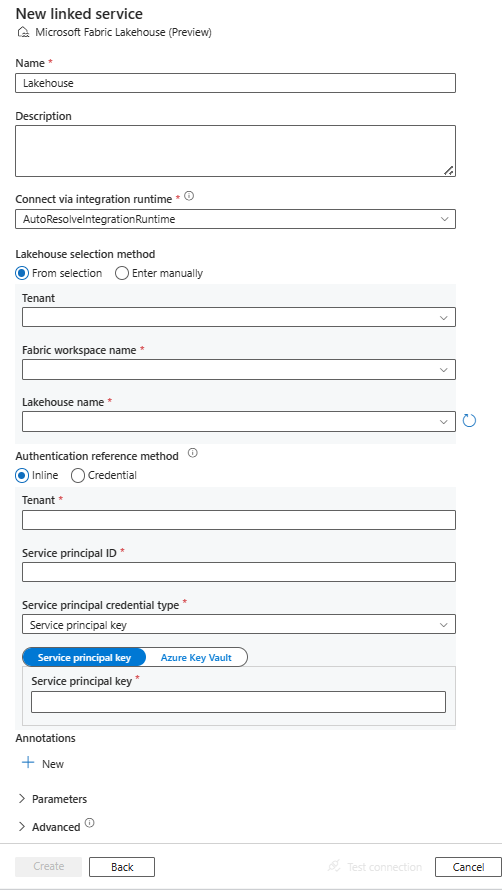 New linked service
Microsoft Fabric Lakehouse (Preview)
Name *
Lakehouse
Description
Connect via integration runtime *
AutoResolveIntegrationRuntime
Lakehouse selection method
From selection Enter manually
Tenant
Fabric workspace name *
Lakehouse name *
Authentication reference method
Inline Credential
Tenant *
Service principal ID *
Service principal credential type *
Service principal key
Service principal key Azure Key Vault
Service principal key *
Annotations
New
Parameters
Advanced
Create Back Test connection Cancel